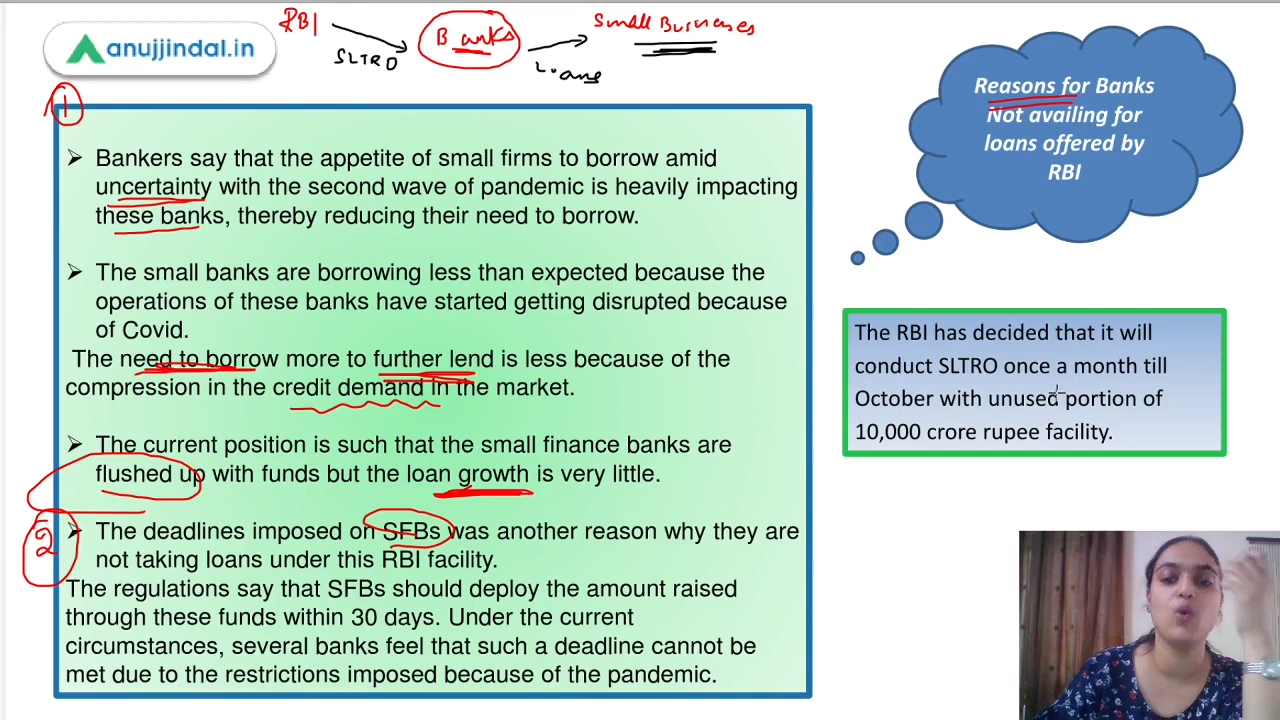 RBI
SLTRO
Banks
Loans
Small Businesses
anujjindal.in
1
➢ Bankers say that the appetite of small firms to borrow amid
uncertainty with the second wave of pandemic is heavily impacting
these banks, thereby reducing their need to borrow.
➢ The small banks are borrowing less than expected because the
operations of these banks have started getting disrupted because
of Covid.
The need to borrow more to further lend is less because of the
compression in the credit demand in the market.
➢ The current position is such that the small finance banks are
flushed up with funds but the loan growth is very little.
2
➢ The deadlines imposed on SFBs was another reason why they are
not taking loans under this RBI facility.
The regulations say that SFBs should deploy the amount raised
through these funds within 30 days. Under the current
circumstances, several banks feel that such a deadline cannot be
met due to the restrictions imposed because of the pandemic.
Reasons for Banks
Not availing for
loans offered by
RBI
The RBI has decided that it will
conduct SLTRO once a month till
October with unused portion of
10,000 crore rupee facility.